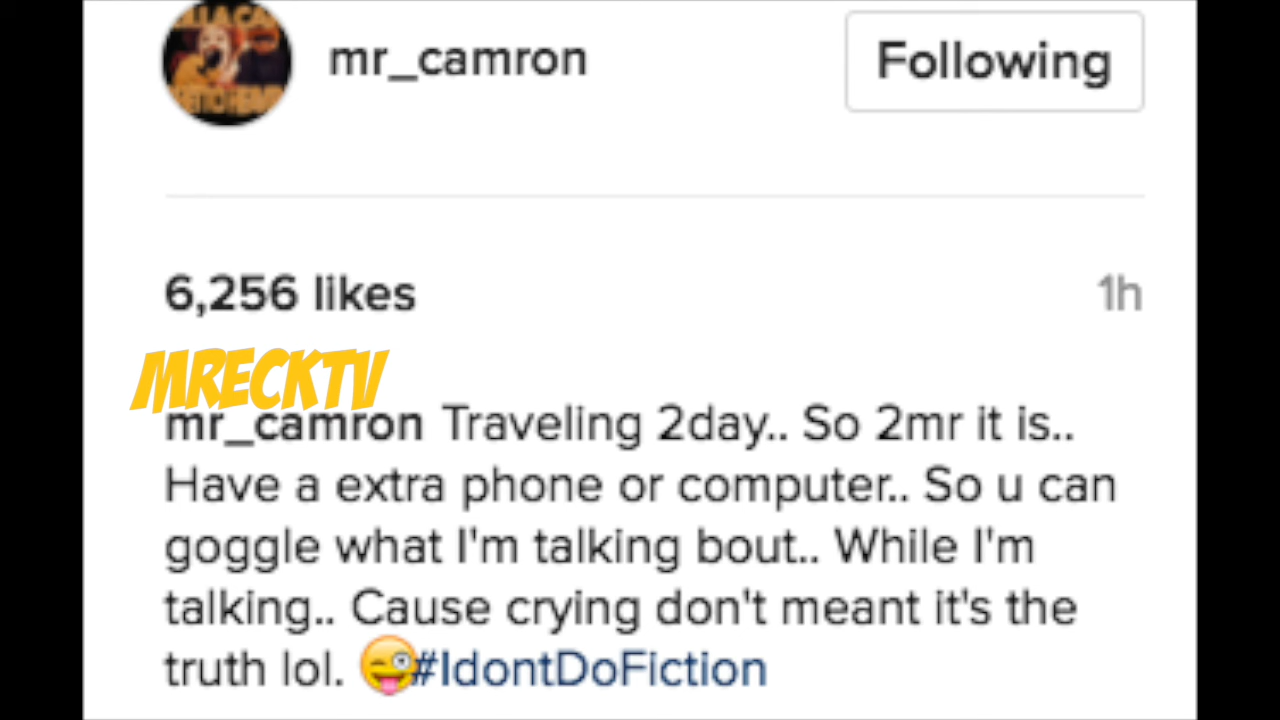 mr_camron
Following
6,256 likes
1h
MRECKTV
mr_camron Traveling 2day.. So 2mr it is..
Have a extra phone or computer.. So u can
goggle what I'm talking bout.. While I'm
talking.. Cause crying don't meant it's the
truth lol. 😜#IdontDoFiction